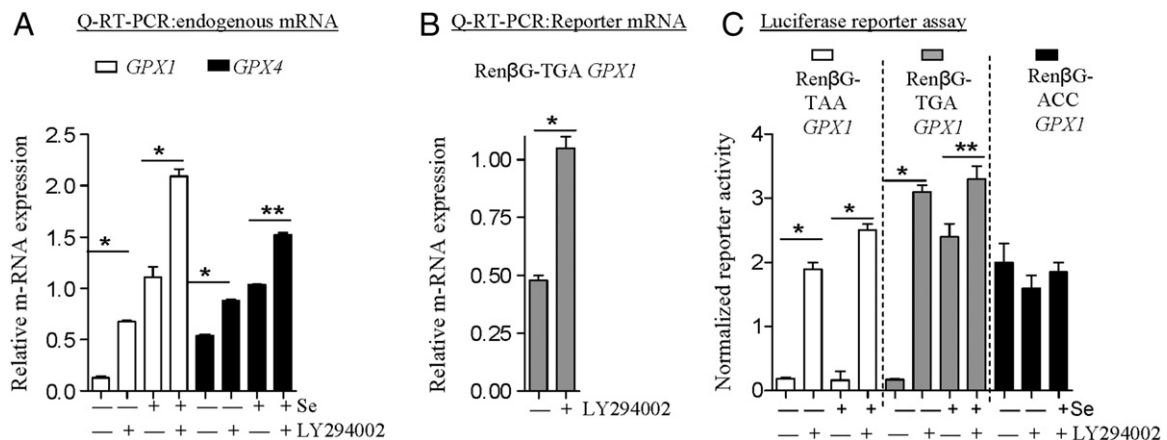 A
Q-RT-PCR:endogenous mRNA
GPX1
GPX4
Relative m-RNA expression
2.5
2.0
1.5
1.0
0.5
0.0
*
*
*
**
— — + + — — + + Se
— + — + — + — + LY294002
B
Q-RT-PCR:Reporter mRNA
RenβG-TGA GPX1
Relative m-RNA expression
1.00
0.75
0.50
0.25
0.00
*
— + LY294002
C
Luciferase reporter assay
RenβG-
TAA
GPX1
RenβG-
TGA
GPX1
RenβG-
ACC
GPX1
Normalized reporter activity
4
3
2
1
0
*
*
*
**
— — + + — — + + — — + Se
— + — + — + — + — + + LY294002